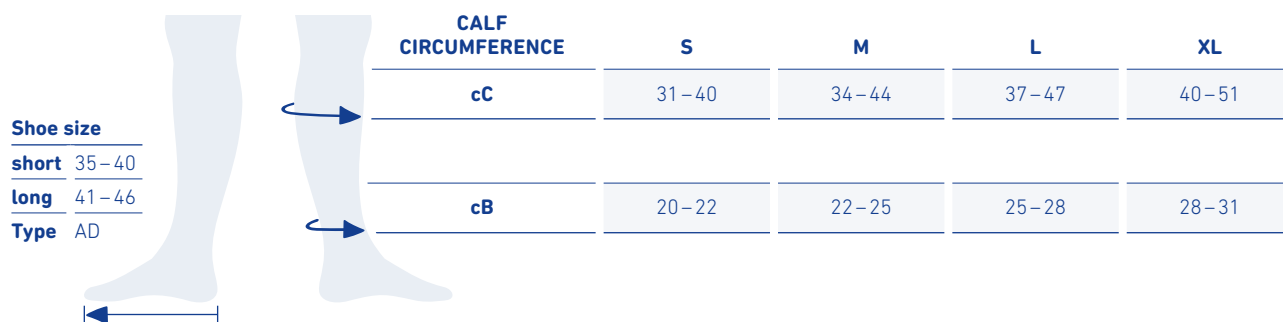 CALF
CIRCUMFERENCE S M L XL
cC 31–40 34–44 37–47 40–51
Shoe size
short 35–40
long 41–46
Type AD
cB 20–22 22–25 25–28 28–31